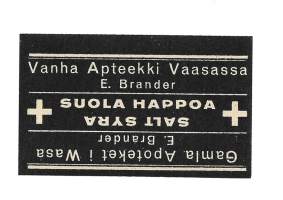 Vanha Apteekki Vaasassa
E. Brander
SUOLA HAPPOA
SALT SYRA
E. Brander
Gamla Apoteket i Wasa